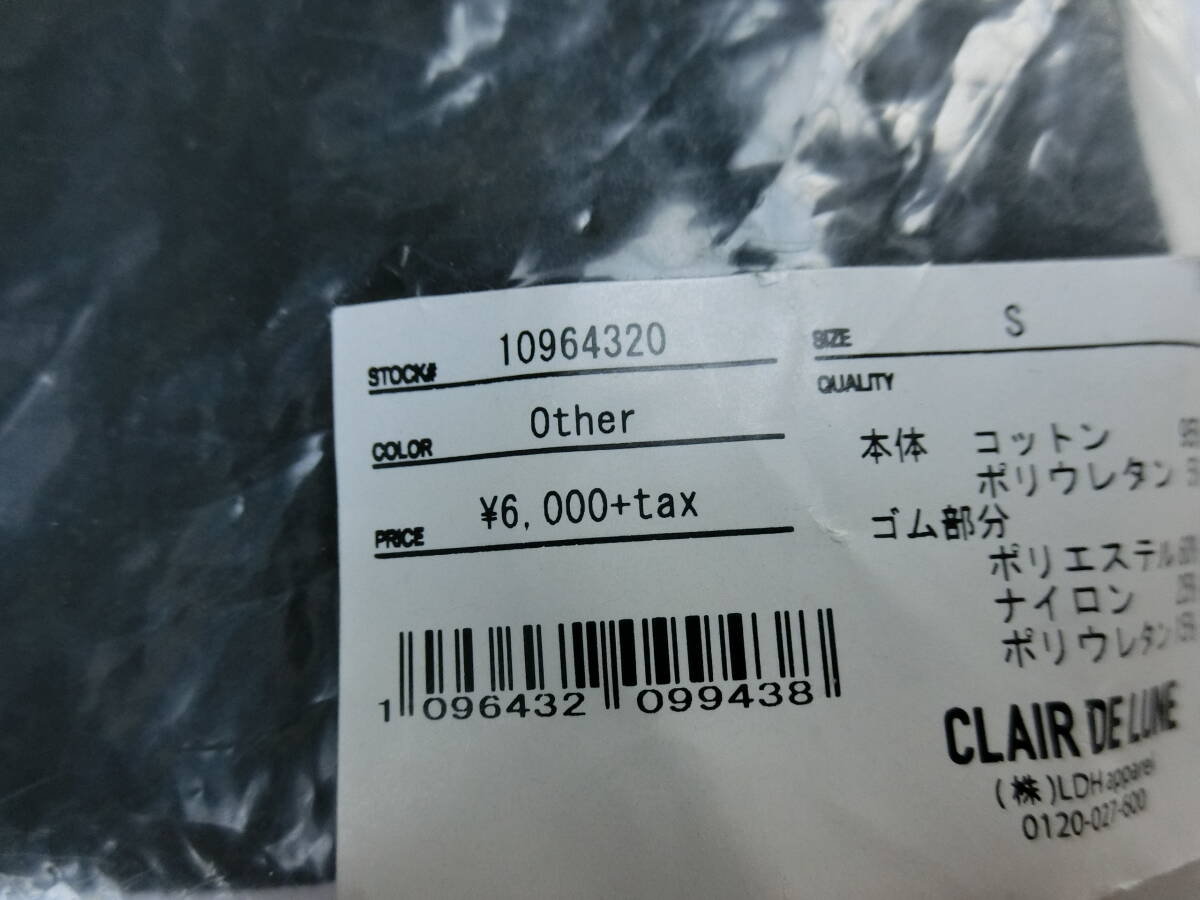 STOCK# 10964320
COLOR Other
PRICE ¥6,000+tax
1 096432 099438
SIZE S
QUALITY
本体 コットン
ポリウレタン
ゴム部分
ポリエステル
ナイロン
ポリウレタン
CLAIR DE LUNE
(株)LDH apparel
0120-027-600